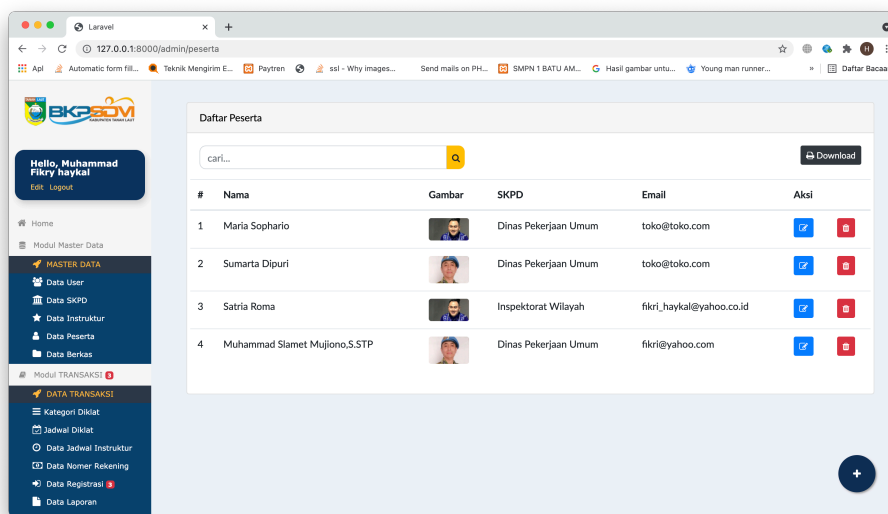 Laravel
127.0.0.1:8000/admin/peserta
Api Automatic form fill... Teknik Mengirim E... Paytren ssl - Why images... Send mails on PH... SMPN 1 BATU AM... Hasil gambar untu... Young man runner... » Daftar Bacaa
BKPSDM
KABUPATEN TANAH LAUT
Hello, Muhammad
Fikry haykal
Edit Logout
Home
Modul Master Data
MASTER DATA
Data User
Data SKPD
Data Instruktur
Data Peserta
Data Berkas
Modul TRANSAKSI 3
DATA TRANSAKSI
Kategori Diklat
Jadwal Diklat
Data Jadwal Instruktur
Data Nomer Rekening
Data Registrasi 3
Data Laporan
Daftar Peserta
cari...
Download
# Nama Gambar SKPD Email Aksi
1 Maria Sophario Dinas Pekerjaan Umum toko@toko.com
2 Sumarta Dipuri Dinas Pekerjaan Umum toko@toko.com
3 Satria Roma Inspektorat Wilayah fikri_haykal@yahoo.co.id
4 Muhammad Slamet Mujiono,S.STP Dinas Pekerjaan Umum fikri@yahoo.com